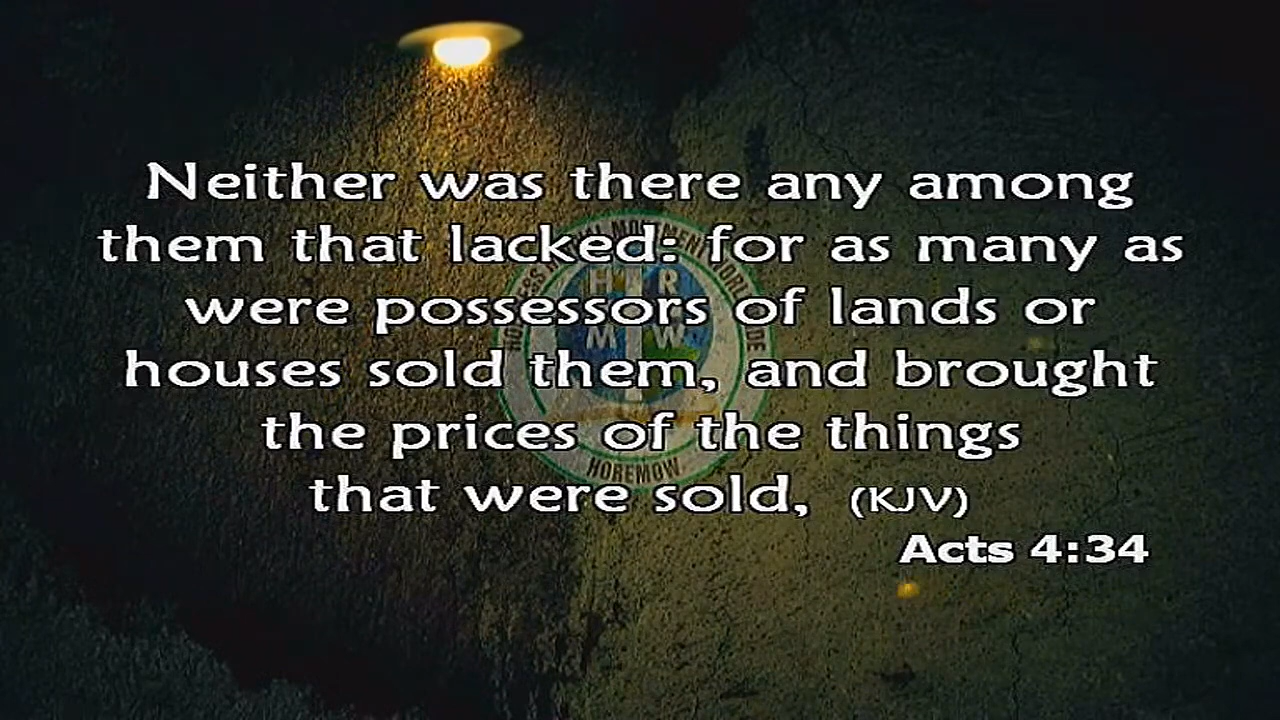 Neither was there any among
them that lacked: for as many as
were possessors of lands or
houses sold them, and brought
the prices of the things
that were sold, (KJV)
Acts 4:34
H R
M W
HOREMOW